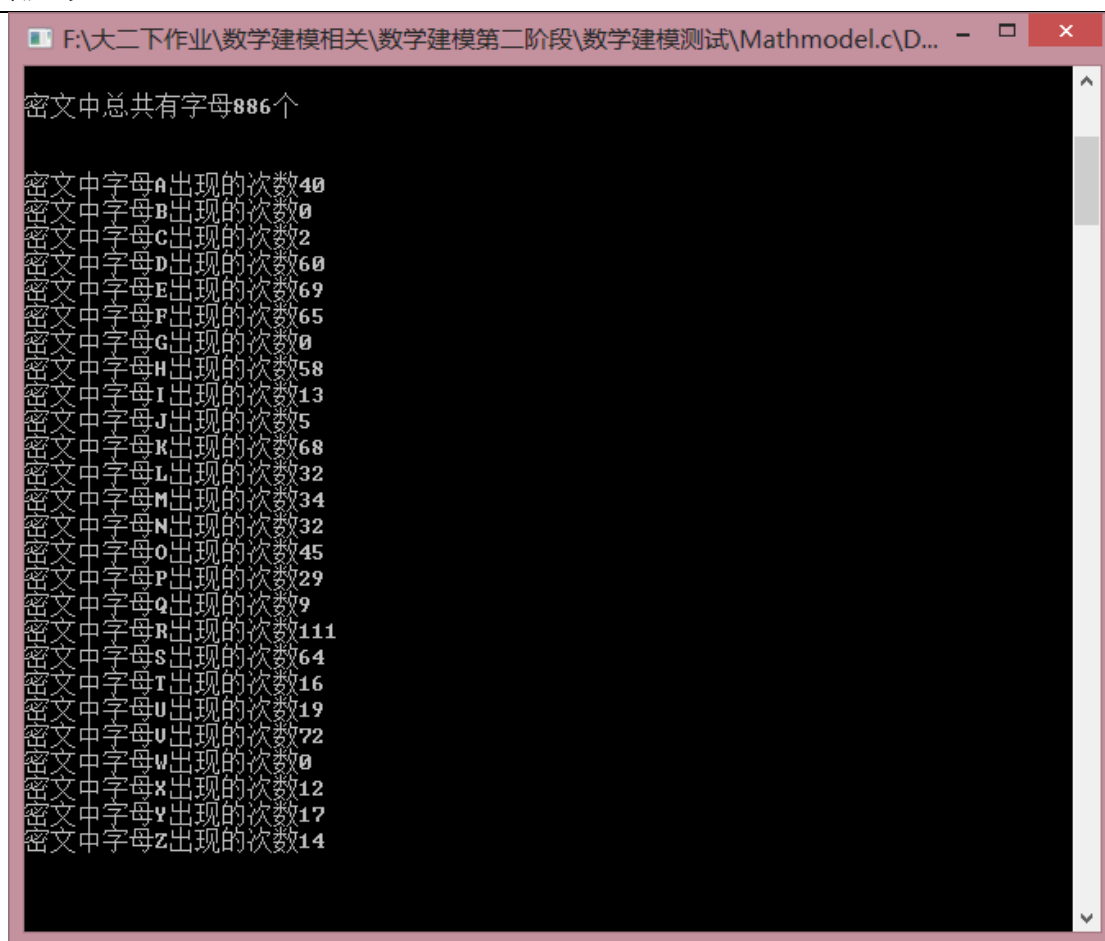 F:\大二下作业\数学建模相关\数学建模第二阶段\数学建模测试\Mathmodel.c\D...
密文中总共有字母886个
密文中字母A出现的次数40
密文中字母B出现的次数0
密文中字母C出现的次数2
密文中字母D出现的次数60
密文中字母E出现的次数69
密文中字母F出现的次数65
密文中字母G出现的次数0
密文中字母H出现的次数58
密文中字母I出现的次数13
密文中字母J出现的次数5
密文中字母K出现的次数68
密文中字母L出现的次数32
密文中字母M出现的次数34
密文中字母N出现的次数32
密文中字母O出现的次数45
密文中字母P出现的次数29
密文中字母Q出现的次数9
密文中字母R出现的次数111
密文中字母S出现的次数64
密文中字母T出现的次数16
密文中字母U出现的次数19
密文中字母V出现的次数72
密文中字母W出现的次数0
密文中字母X出现的次数12
密文中字母Y出现的次数17
密文中字母Z出现的次数14